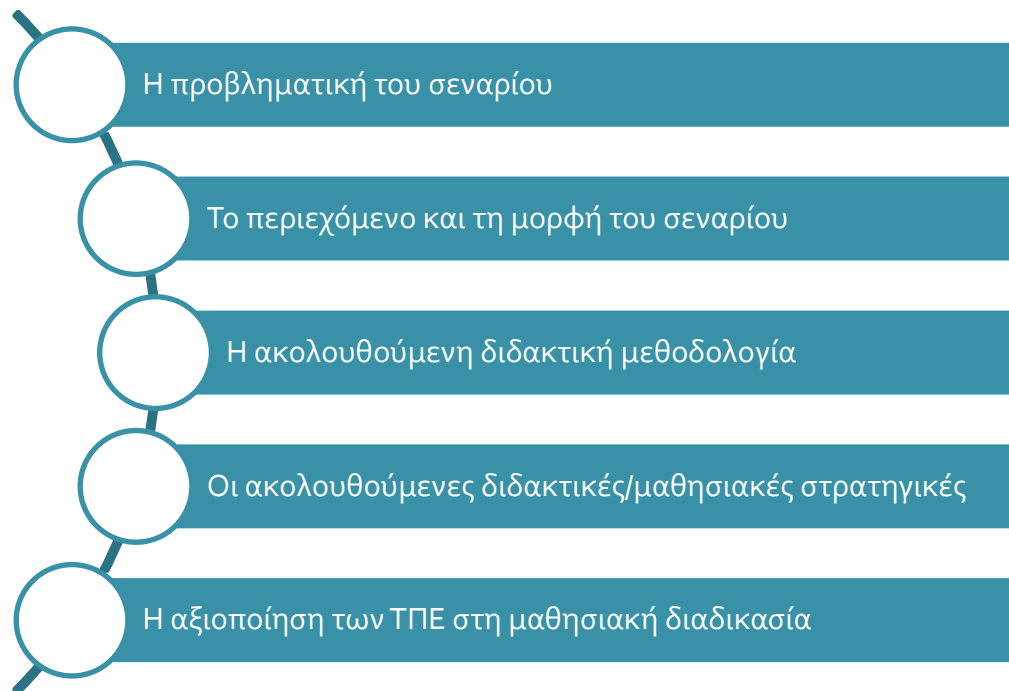 Η προβληματική του σεναρίου
Το περιεχόμενο και τη μορφή του σεναρίου
Η ακολουθούμενη διδακτική μεθοδολογία
Οι ακολουθούμενες διδακτικές/μαθησιακές στρατηγικές
Η αξιοποίηση των ΤΠΕ στη μαθησιακή διαδικασία